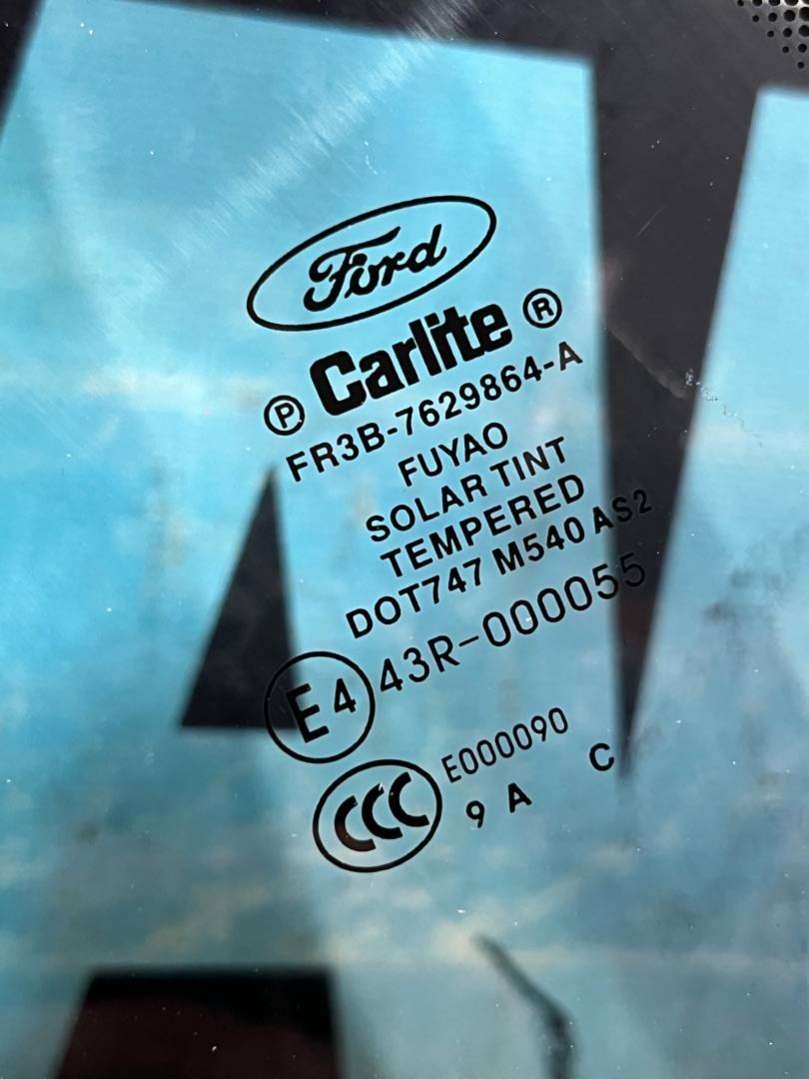 Ford
Carlite ®
Ⓟ
FR3B-7629864-A
FUYAO
SOLAR TINT
TEMPERED
DOT747 M540 AS2
E4 43R-000055
CCC E000090
9 A C